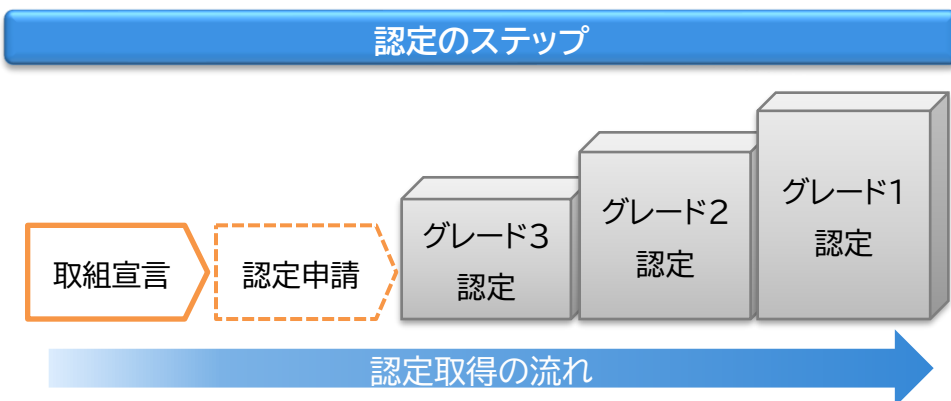 認定のステップ
取組宣言
認定申請
グレード3
認定
グレード2
認定
グレード1
認定
認定取得の流れ